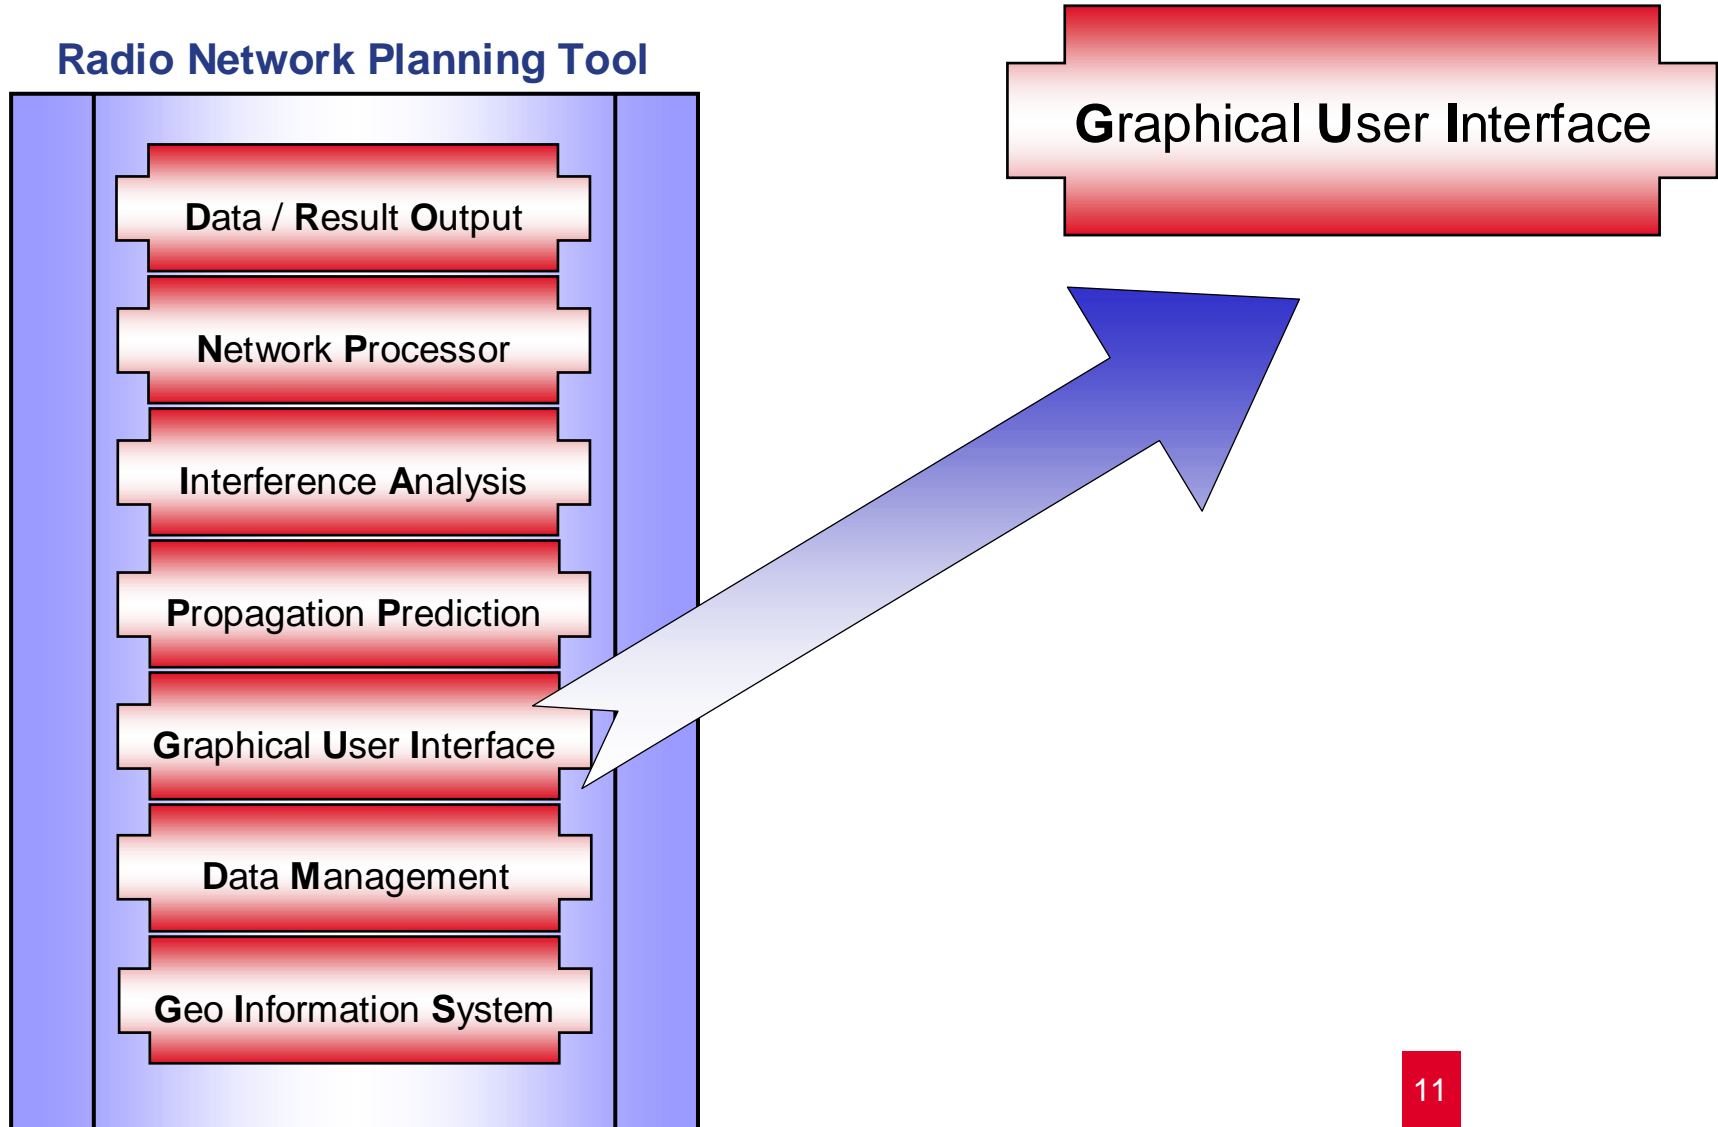 Radio Network Planning Tool
Data / Result Output
Network Processor
Interference Analysis
Propagation Prediction
Graphical User Interface
Data Management
Geo Information System
Graphical User Interface
11